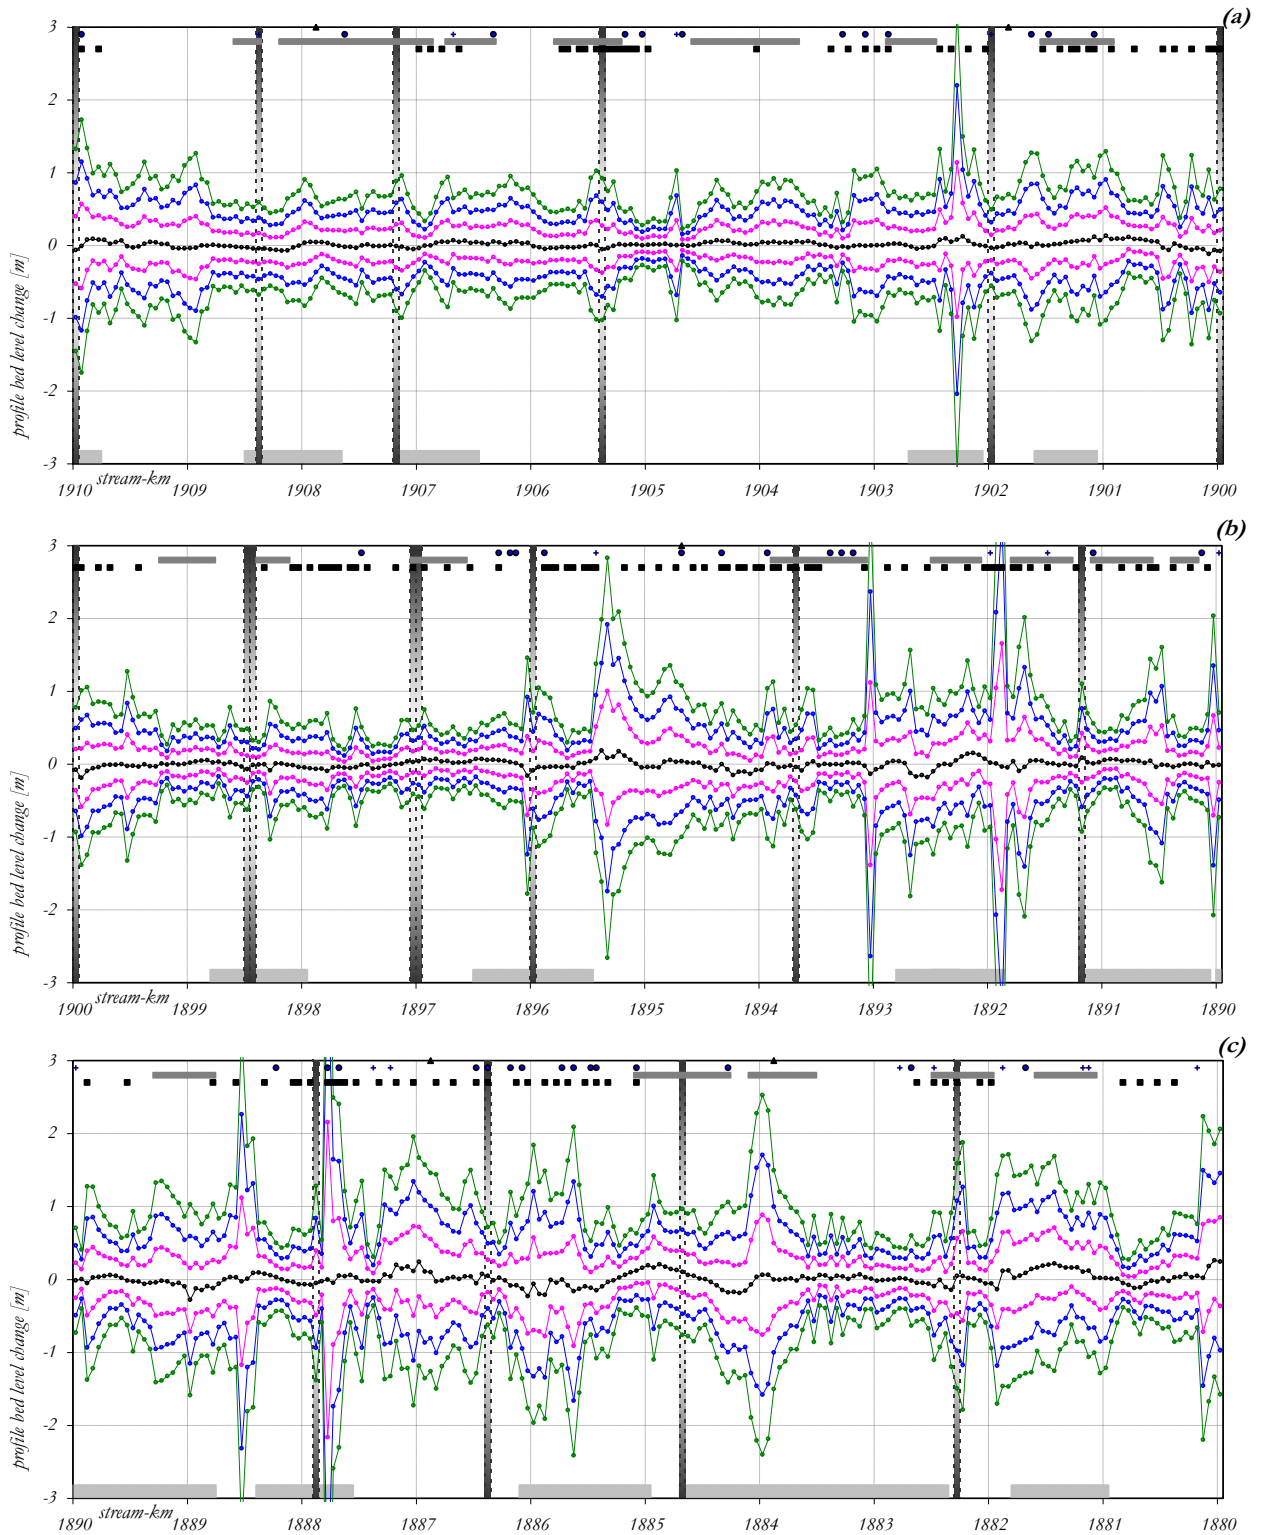 (a)
3
2
1
0
-1
-2
-3
profile bed level change [m]
1910 stream-km 1909 1908 1907 1906 1905 1904 1903 1902 1901 1900
(b)
3
2
1
0
-1
-2
-3
profile bed level change [m]
1900 stream-km 1899 1898 1897 1896 1895 1894 1893 1892 1891 1890
(c)
3
2
1
0
-1
-2
-3
profile bed level change [m]
1890 stream-km 1889 1888 1887 1886 1885 1884 1883 1882 1881 1880